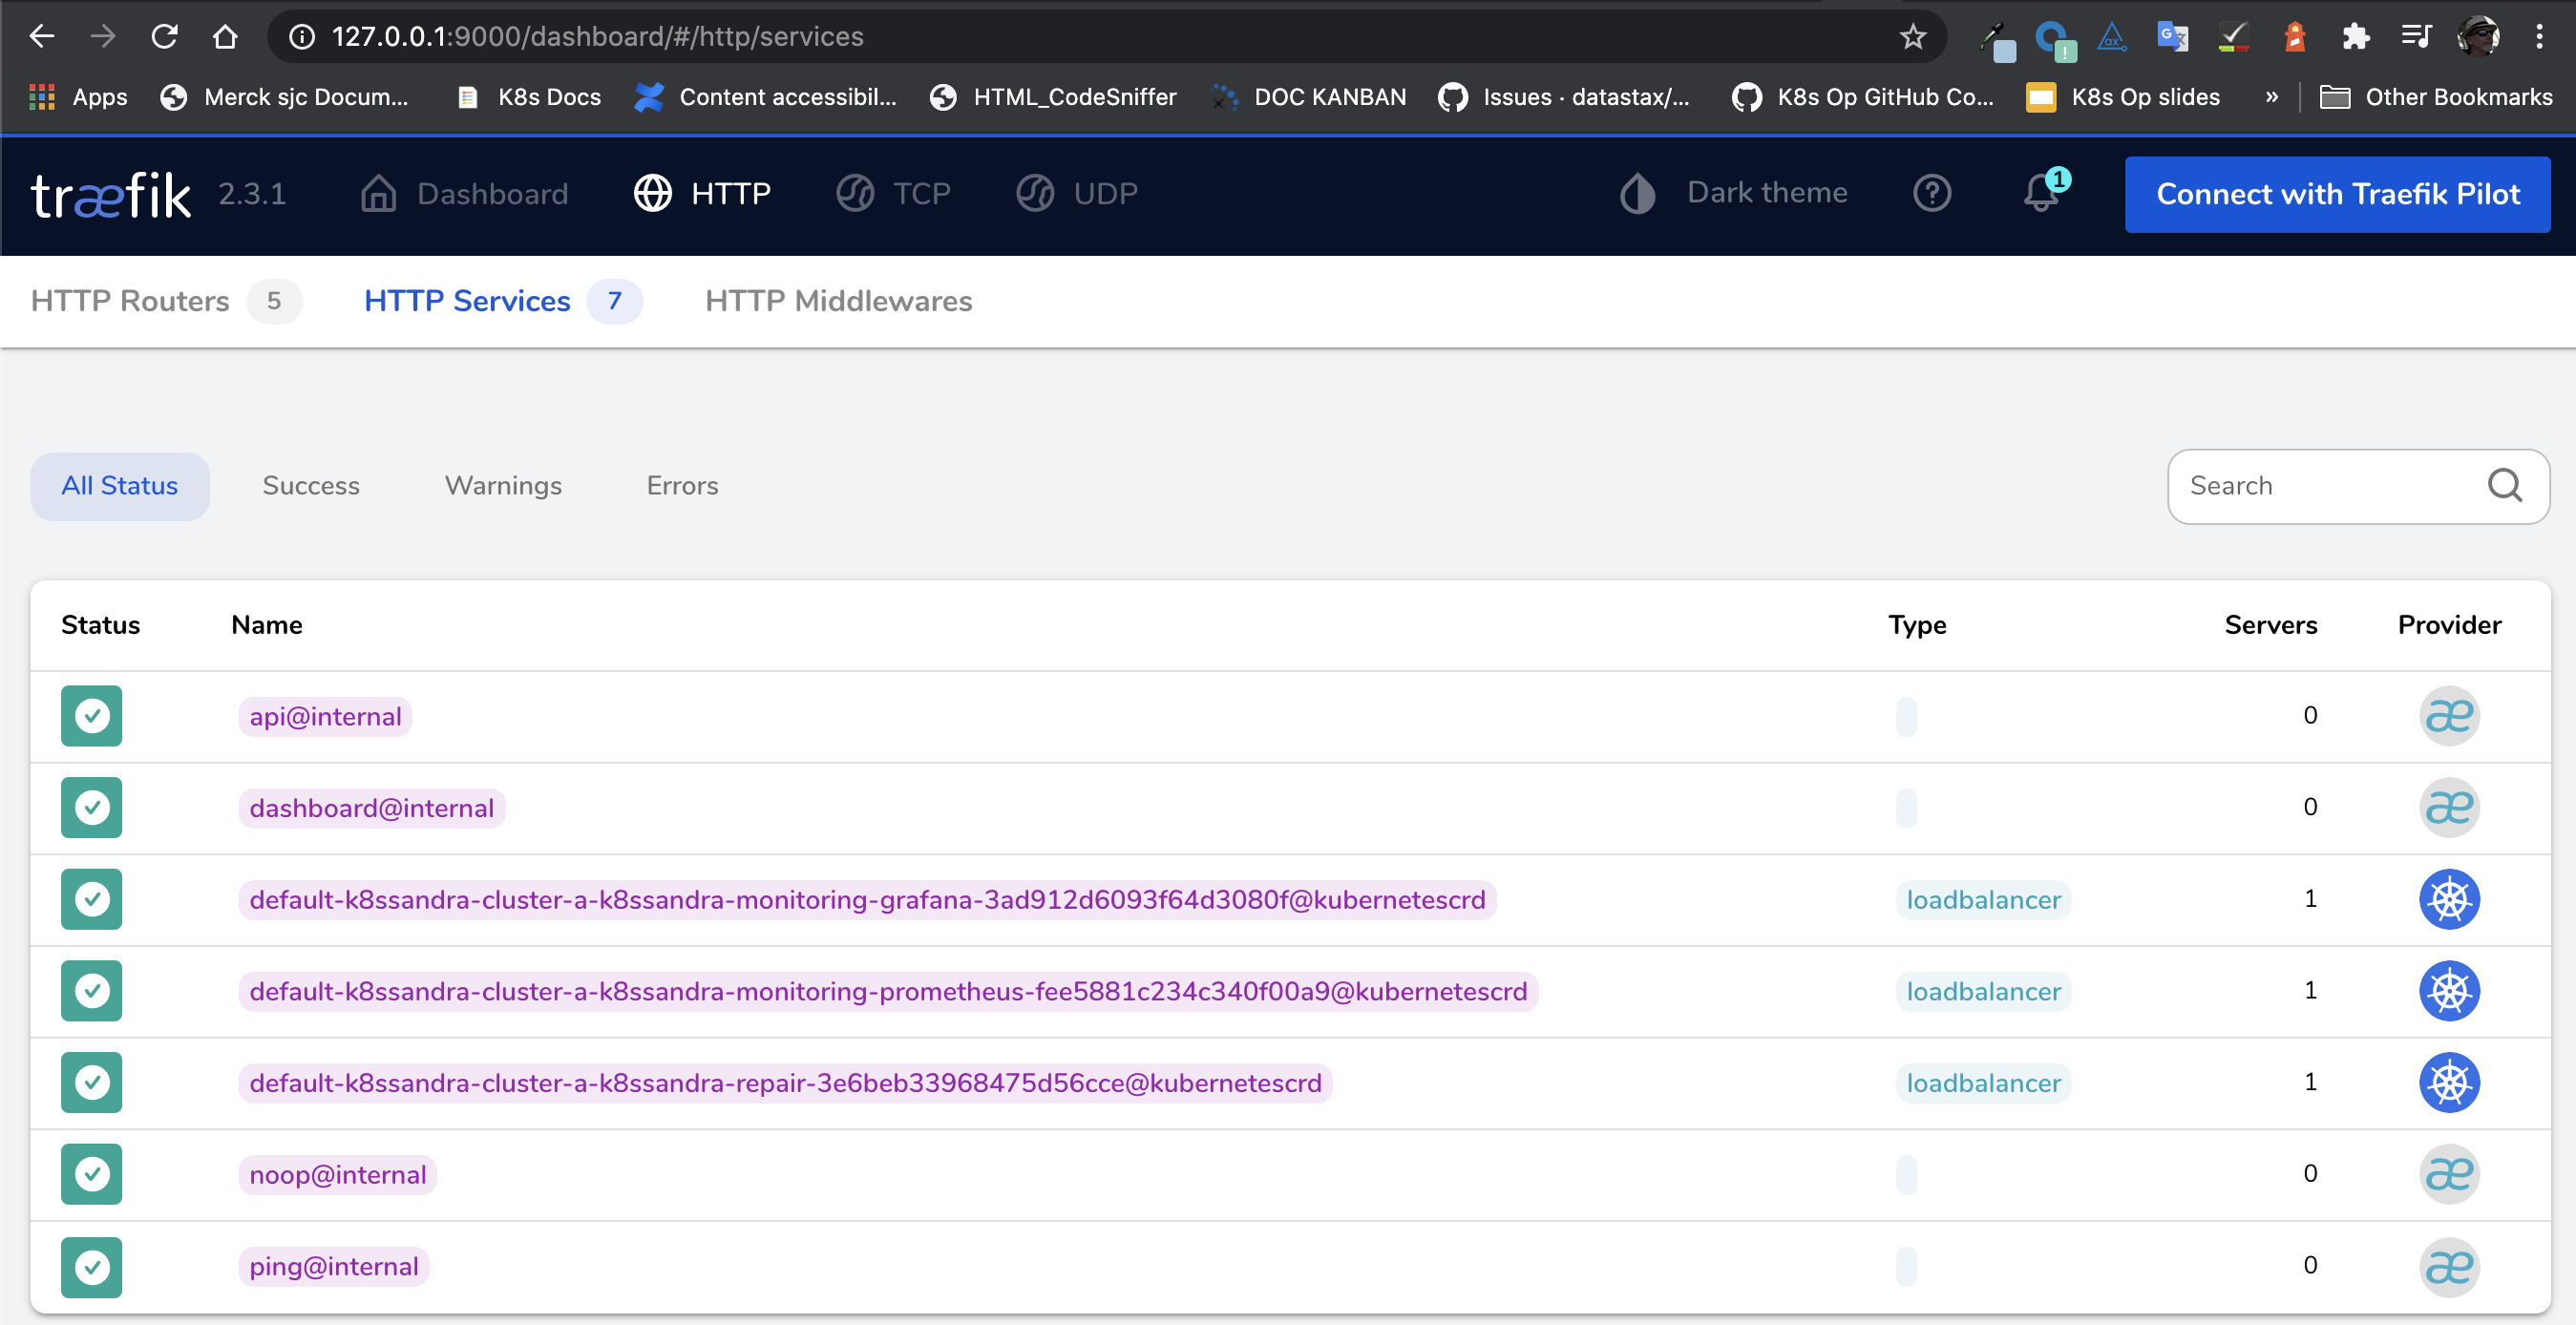 127.0.0.1:9000/dashboard/#/http/services
Apps Merck sjc Docum... K8s Docs Content accessibil... HTML_CodeSniffer DOC KANBAN Issues · datastax/... K8s Op GitHub Co... K8s Op slides » Other Bookmarks
træfik 2.3.1 Dashboard HTTP TCP UDP Dark theme 1 Connect with Traefik Pilot
HTTP Routers 5 HTTP Services 7 HTTP Middlewares
All Status Success Warnings Errors Search
Status Name Type Servers Provider
api@internal 0 æ
dashboard@internal 0 æ
default-k8ssandra-cluster-a-k8ssandra-monitoring-grafana-3ad912d6093f64d3080f@kubernetescrd loadbalancer 1
default-k8ssandra-cluster-a-k8ssandra-monitoring-prometheus-fee5881c234c340f00a9@kubernetescrd loadbalancer 1
default-k8ssandra-cluster-a-k8ssandra-repair-3e6beb33968475d56cce@kubernetescrd loadbalancer 1
noop@internal 0 æ
ping@internal 0 æ